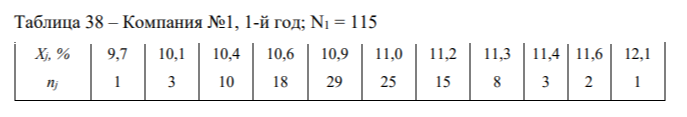 Таблица 38 – Компания №1, 1-й год; N1 = 115
Xj, % 9,7 10,1 10,4 10,6 10,9 11,0 11,2 11,3 11,4 11,6 12,1
nj 1 3 10 18 29 25 15 8 3 2 1